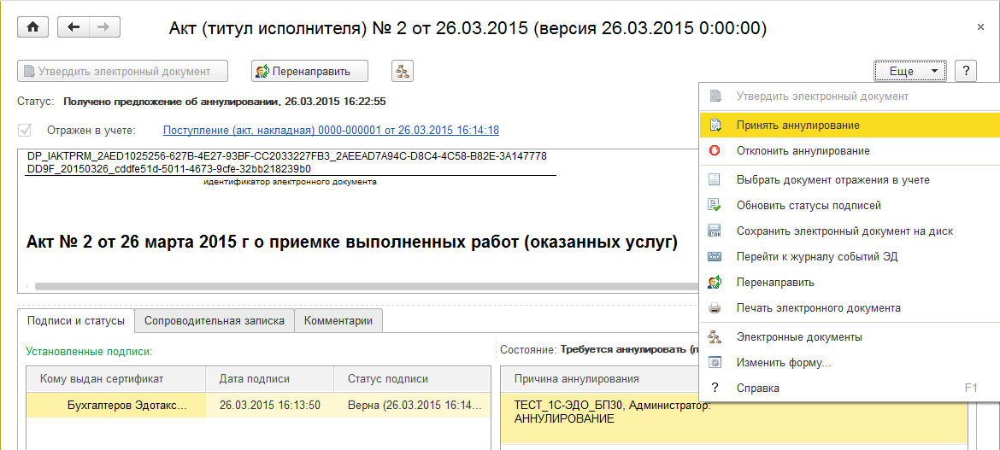 Акт (титул исполнителя) № 2 от 26.03.2015 (версия 26.03.2015 0:00:00)
Утвердить электронный документ
Перенаправить
Еще
?
Статус: Получено предложение об аннулировании, 26.03.2015 16:22:55
Отражен в учете: Поступление (акт, накладная) 0000-000001 от 26.03.2015 16:14:18
DP_IAKTPRM_2AED1025256-627B-4E27-93BF-CC2033227FB3_2AEEAD7A94C-D8C4-4C58-B82E-3A147778
DD9F_20150326_cddfe51d-5011-4673-9cfe-32bb218239b0
идентификатор электронного документа
Акт № 2 от 26 марта 2015 г о приемке выполненных работ (оказанных услуг)
Подписи и статусы
Сопроводительная записка
Комментарии
Установленные подписи:
Кому выдан сертификат
Дата подписи
Статус подписи
Бухгалтеров Эдотакс...
26.03.2015 16:13:50
Верна (26.03.2015 16:14...
Состояние: Требуется аннулировать (п
Причина аннулирования
ТЕСТ_1С-ЭДО_БП30, Администратор:
АННУЛИРОВАНИЕ
Утвердить электронный документ
Принять аннулирование
Отклонить аннулирование
Выбрать документ отражения в учете
Обновить статусы подписей
Сохранить электронный документ на диск
Перейти к журналу событий ЭД
Перенаправить
Печать электронного документа
Электронные документы
Изменить форму...
? Справка F1